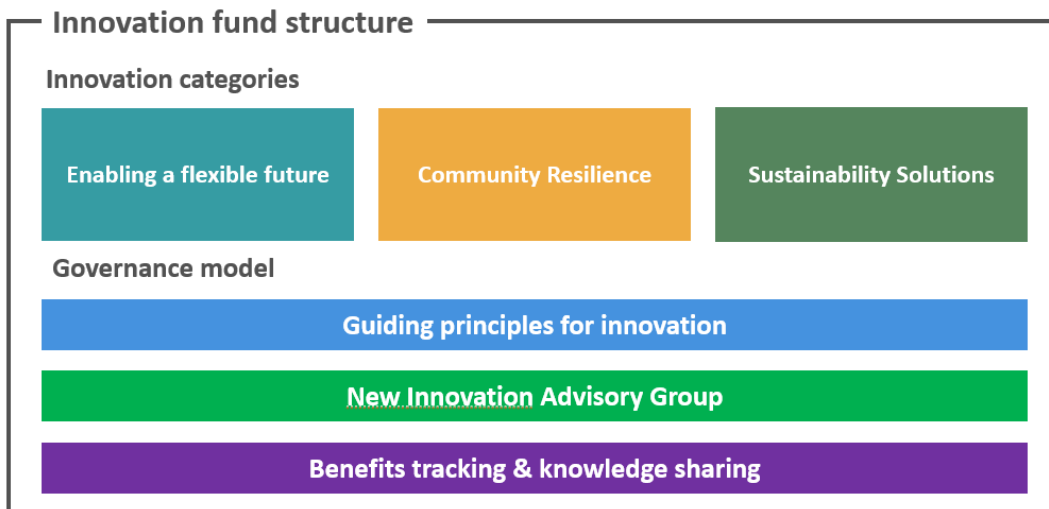 Innovation fund structure
Innovation categories
Enabling a flexible future
Community Resilience
Sustainability Solutions
Governance model
Guiding principles for innovation
New Innovation Advisory Group
Benefits tracking & knowledge sharing